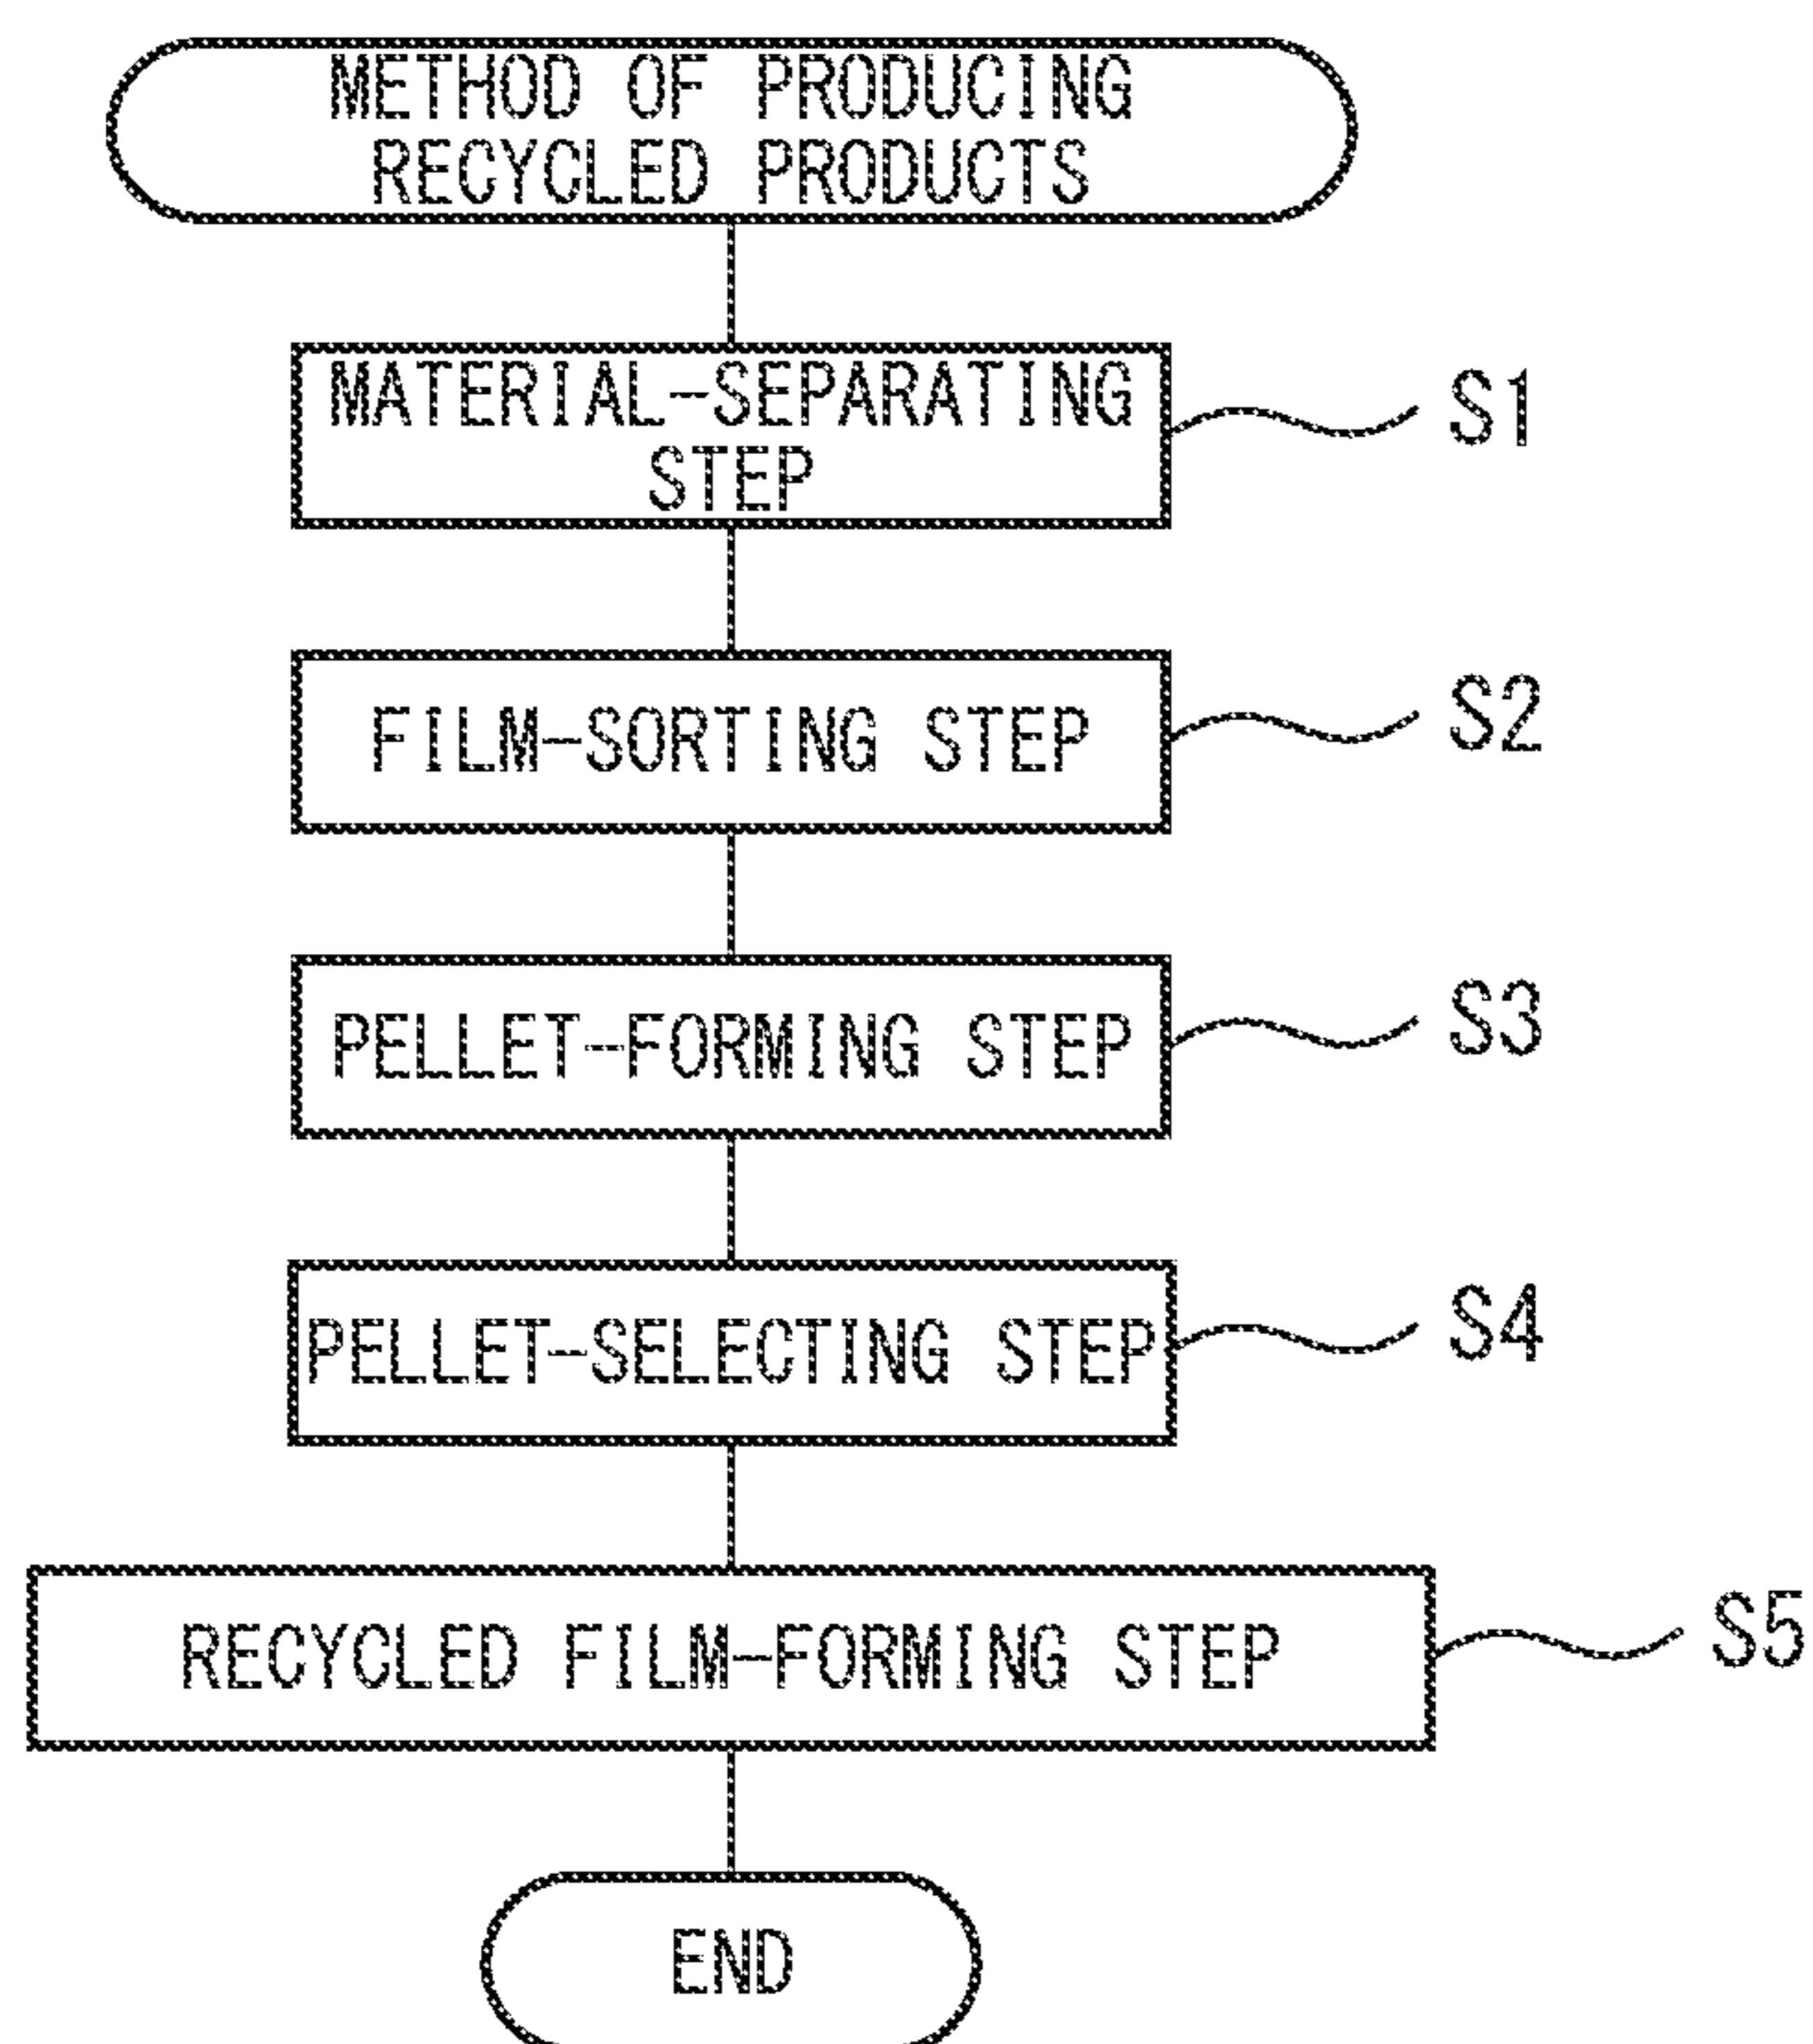 METHOD OF PRODUCING
RECYCLED PRODUCTS
MATERIAL-SEPARATING
STEP
S1
FILM-SORTING STEP
S2
PELLET-FORMING STEP
S3
PELLET-SELECTING STEP
S4
RECYCLED FILM-FORMING STEP
S5
END